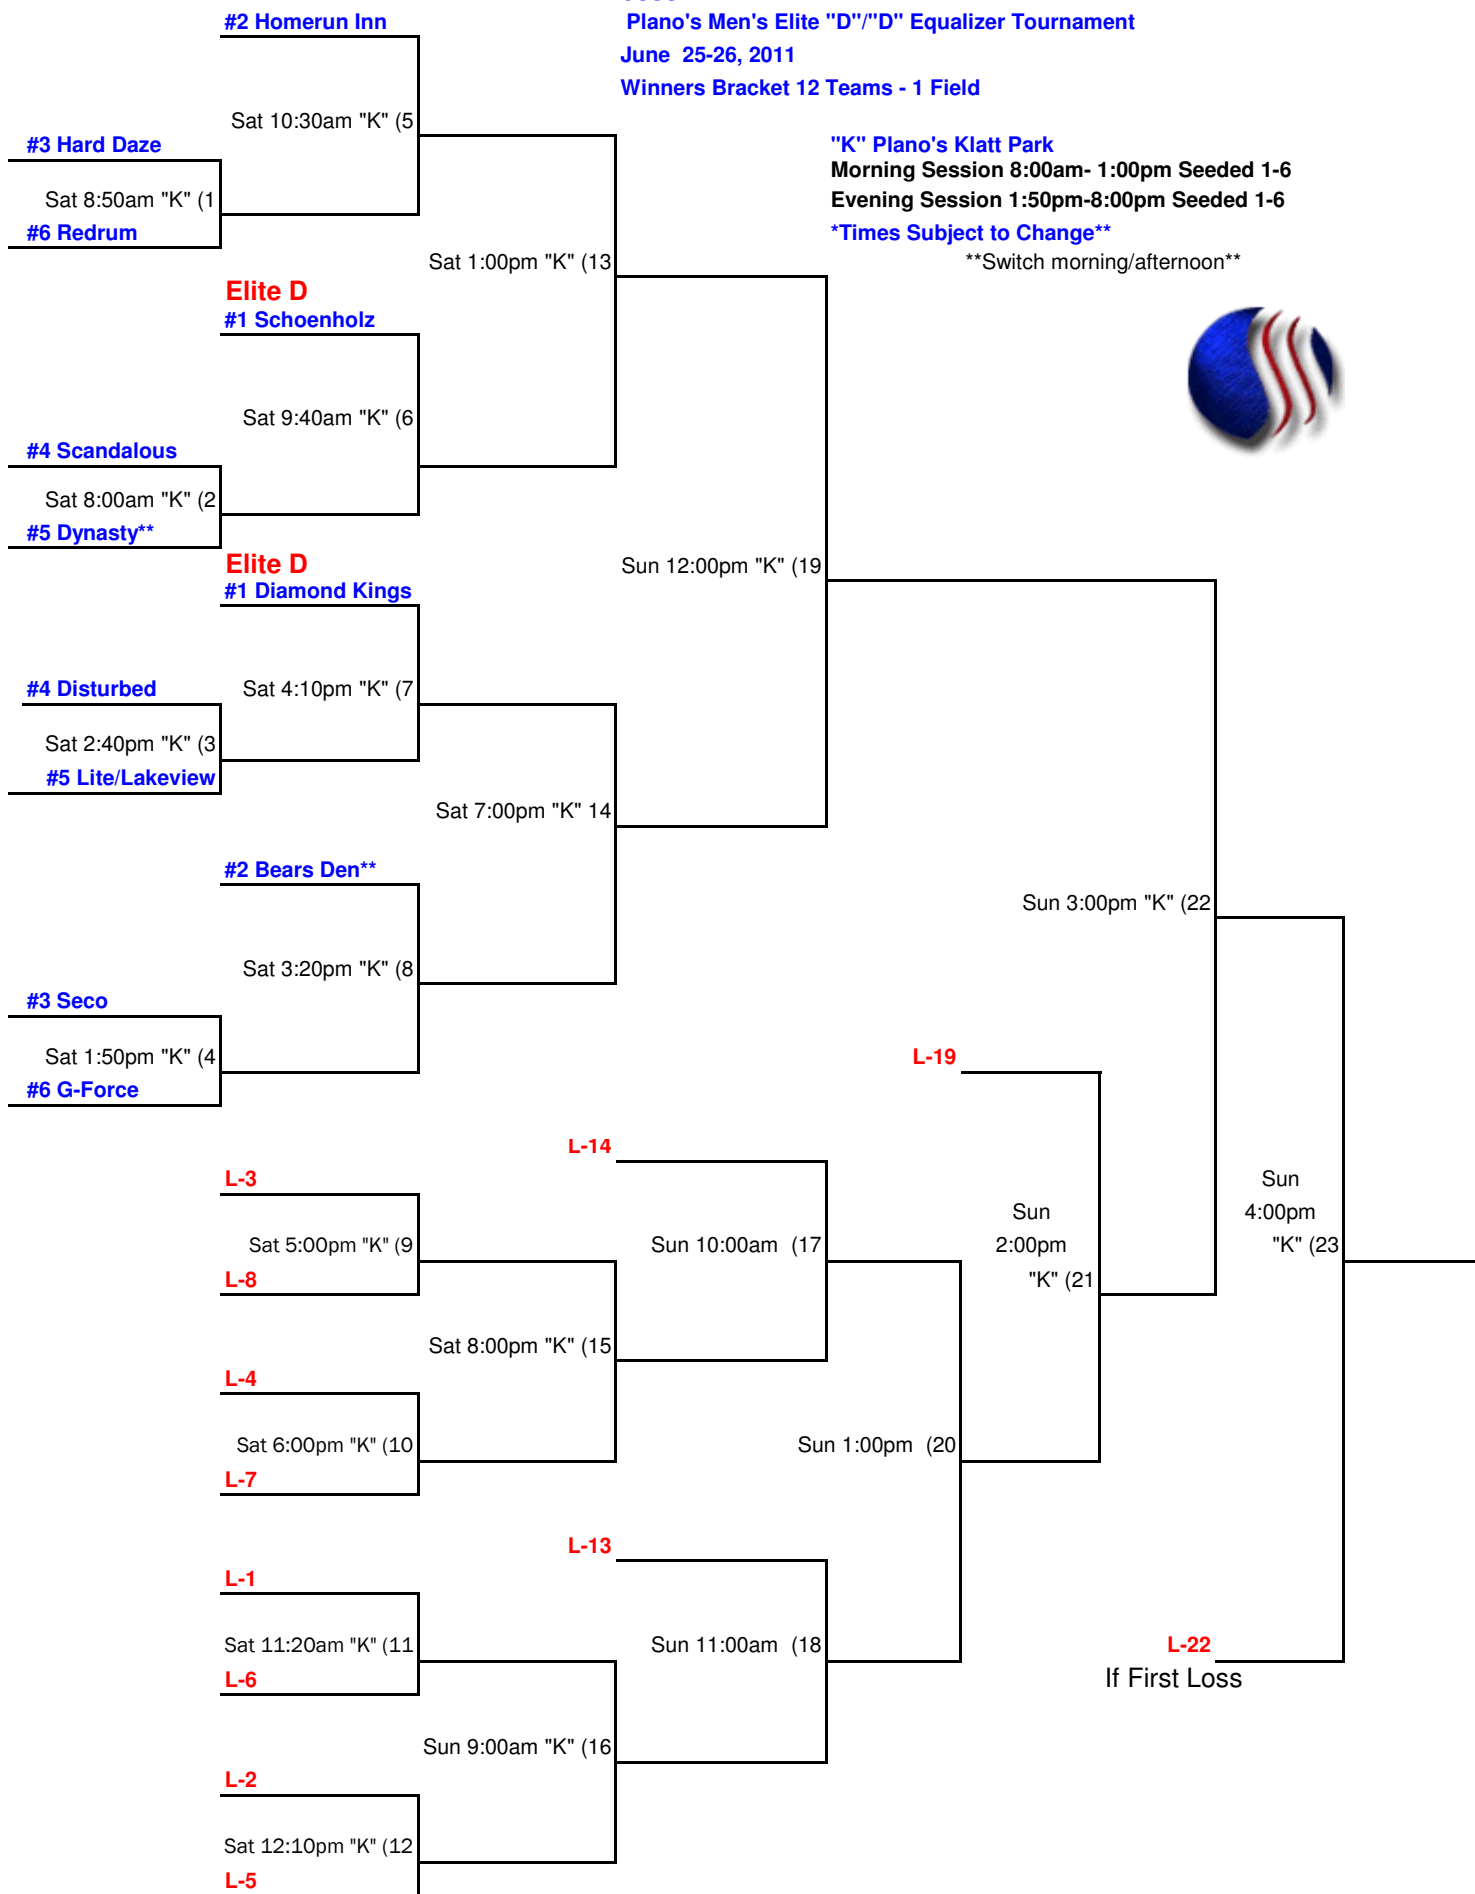 #2 Homerun Inn
Plano's Men's Elite "D"/"D" Equalizer Tournament
June 25-26, 2011
Winners Bracket 12 Teams - 1 Field
Sat 10:30am "K" (5
#3 Hard Daze
"K" Plano's Klatt Park
Morning Session 8:00am- 1:00pm Seeded 1-6
Sat 8:50am "K" (1
Evening Session 1:50pm-8:00pm Seeded 1-6
#6 Redrum
*Times Subject to Change**
Sat 1:00pm "K" (13
**Switch morning/afternoon**
Elite D
#1 Schoenholz
Sat 9:40am "K" (6
#4 Scandalous
Sat 8:00am "K" (2
#5 Dynasty**
Elite D
Sun 12:00pm "K" (19
#1 Diamond Kings
#4 Disturbed
Sat 4:10pm "K" (7
Sat 2:40pm "K" (3
#5 Lite/Lakeview
Sat 7:00pm "K" 14
#2 Bears Den**
Sun 3:00pm "K" (22
Sat 3:20pm "K" (8
#3 Seco
Sat 1:50pm "K" (4
L-19
#6 G-Force
L-14
L-3
Sun
4:00pm
"K" (23
Sun
2:00pm
"K" (21
Sat 5:00pm "K" (9
Sun 10:00am (17
L-8
Sat 8:00pm "K" (15
L-4
Sat 6:00pm "K" (10
Sun 1:00pm (20
L-7
L-13
L-1
Sat 11:20am "K" (11
Sun 11:00am (18
L-22
L-6
If First Loss
Sun 9:00am "K" (16
L-2
Sat 12:10pm "K" (12
L-5